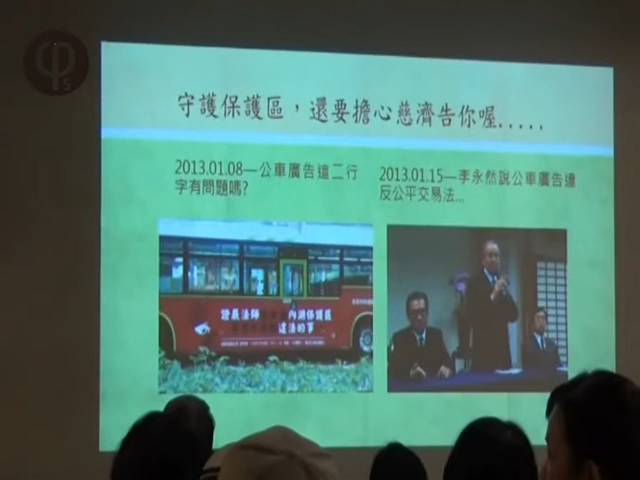 守護保護區，還要擔心慈濟告你喔.....
2013.01.08—公車廣告這二行
字有問題嗎?
2013.01.15—李永然說公車廣告違
反公平交易法...
證嚴法師
內湖保護區
違法的事